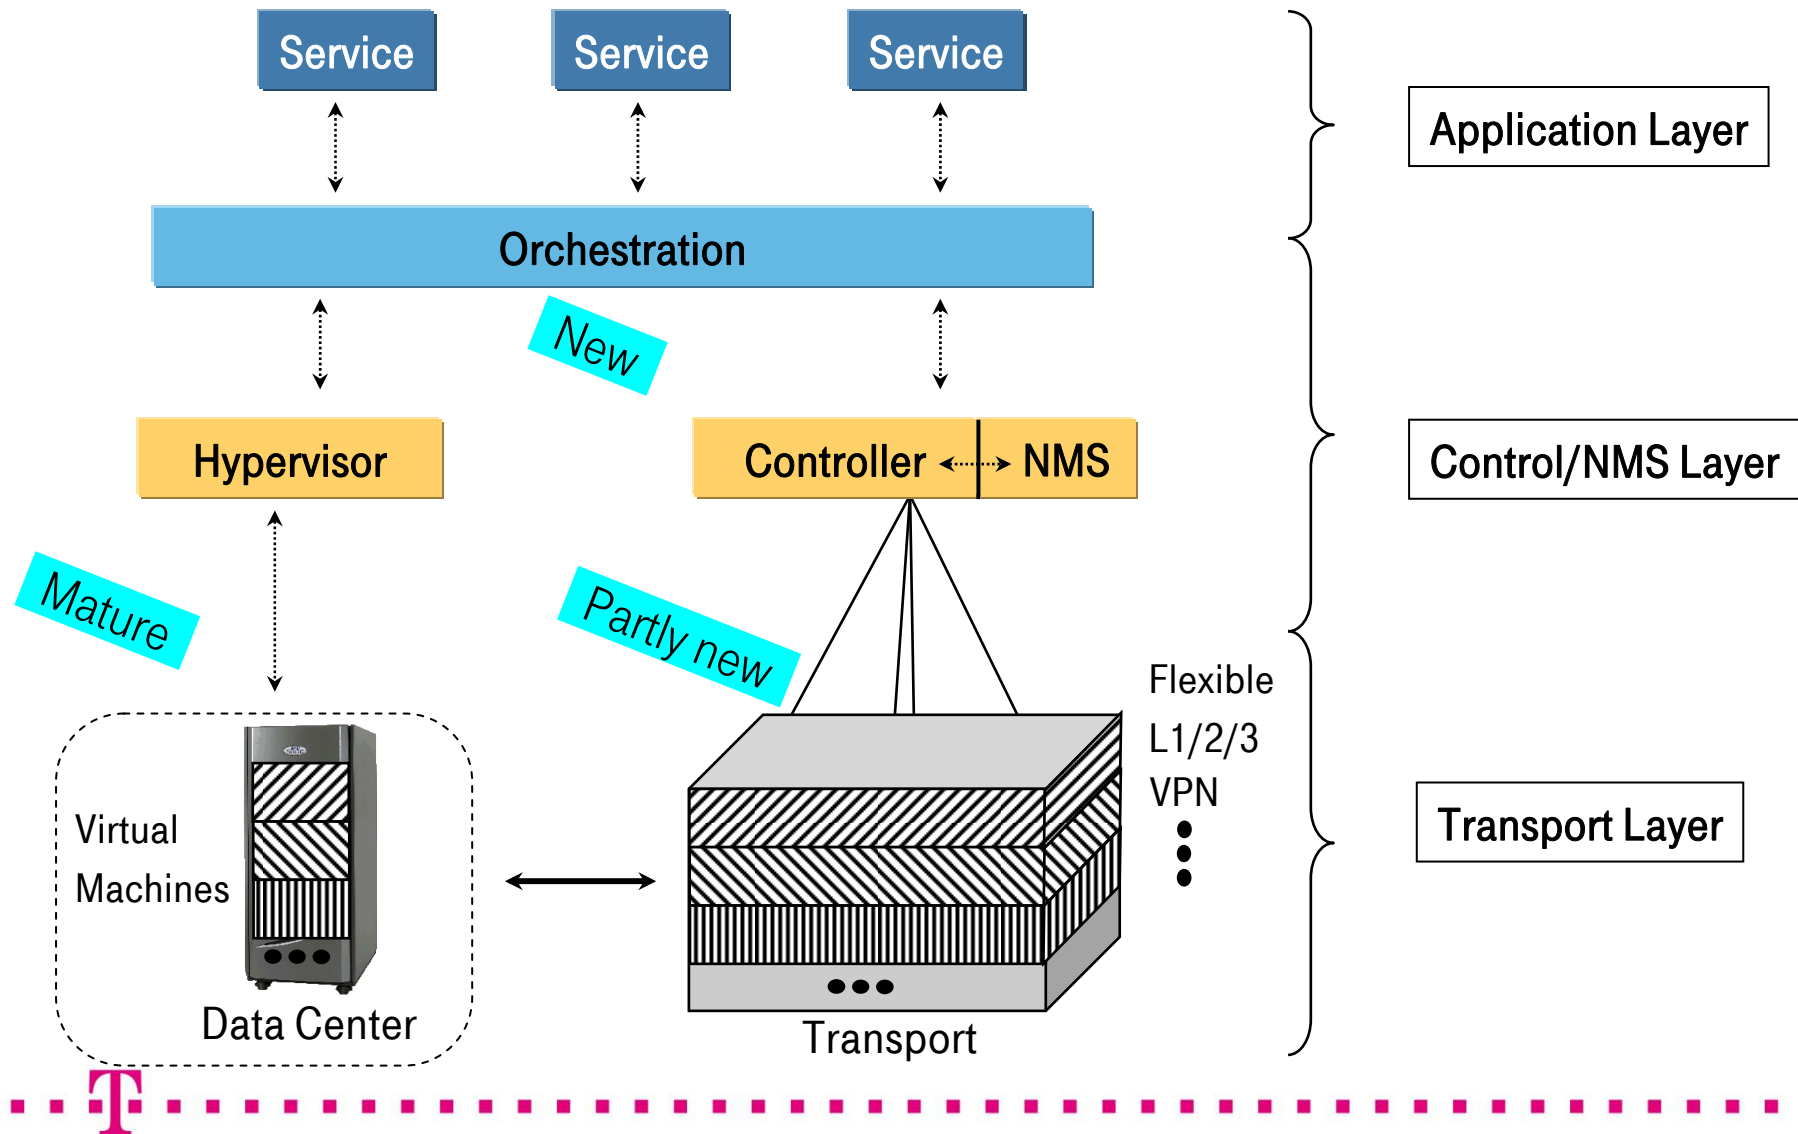 Service
Service
Service
Application Layer
Orchestration
New
Hypervisor
Controller
NMS
Control/NMS Layer
Mature
Partly new
Flexible
L1/2/3
VPN
Virtual
Machines
Transport Layer
Data Center
Transport
T